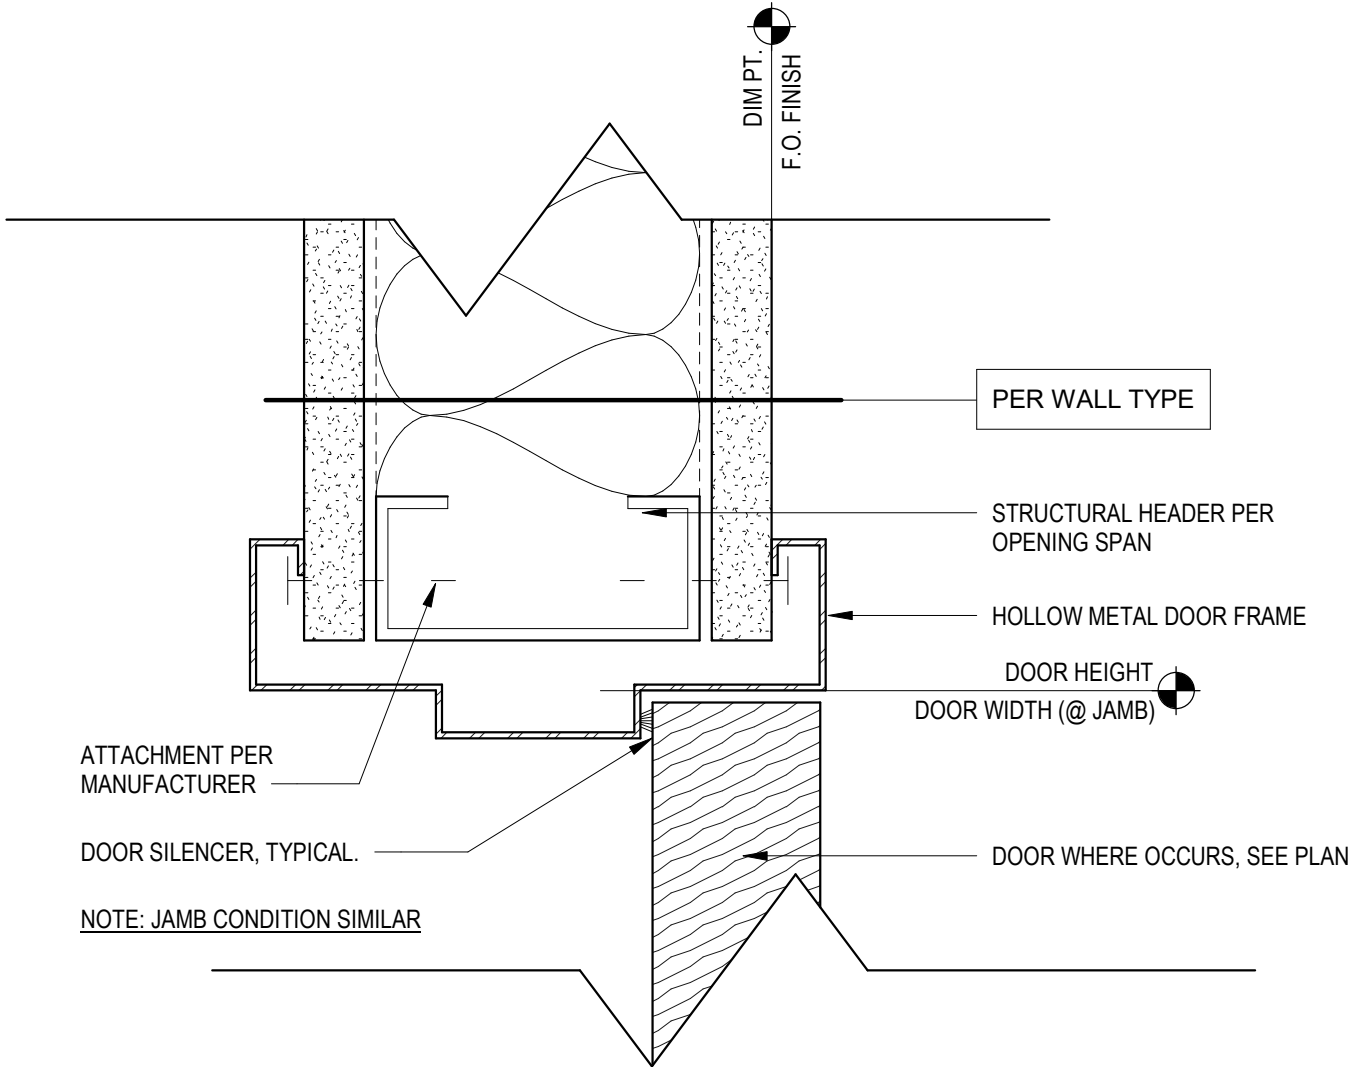 DIM PT.
F.O. FINISH
PER WALL TYPE
STRUCTURAL HEADER PER
OPENING SPAN
HOLLOW METAL DOOR FRAME
DOOR HEIGHT
DOOR WIDTH (@ JAMB)
ATTACHMENT PER
MANUFACTURER
DOOR SILENCER, TYPICAL.
DOOR WHERE OCCURS, SEE PLAN
NOTE: JAMB CONDITION SIMILAR